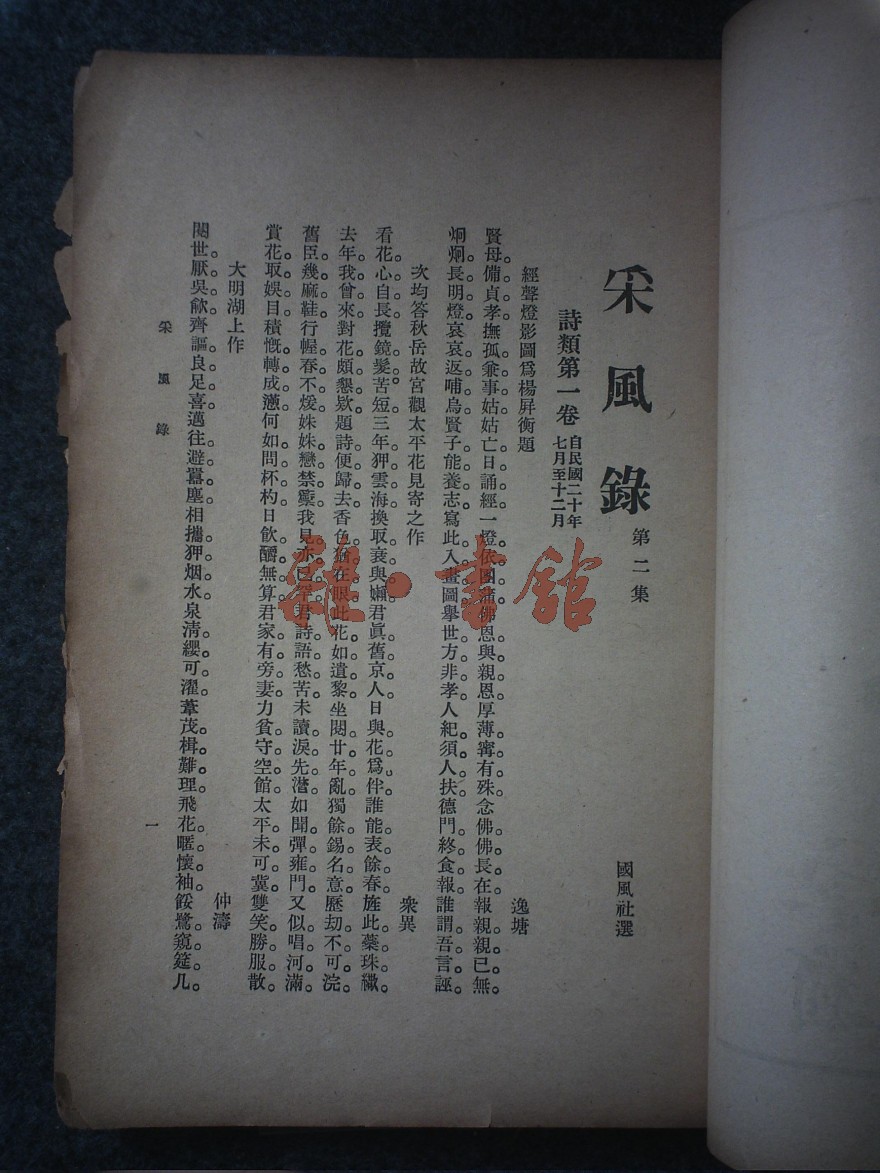 采風錄 第二集 國風社選
詩類第一卷 自民國二十年七月至十二月
經聲燈影圖爲楊屏衡題 逸塘
賢母備貞孝。撫孤兼事姑。姑亡日誦經。一燈依團蒲。佛恩與親恩。厚薄寗有殊。念佛佛長在。報親親已無。
炯炯長明燈。哀哀返哺烏。賢子能養志。寫此入畫圖。舉世方非孝。人紀須人扶。德門終食報。誰謂吾言誣。
次均答秋岳故宮觀太平花見寄之作 衆異
看花心自長。攬鏡髮苦短。三年狎雲海。換取衰與嬾。君眞舊京人。日與花爲伴。誰能表餘春。旌此蘂珠繖。
去年我曾來。對花頗懇欵。題詩便歸去。香色猶在眼。此花如遺黎。坐閱廿年亂。獨餘錫名意。歷劫不可浣。
舊臣幾麻鞋。行幄春不煖。姝姝戀禁籞。我見亦已罕。君詩語愁苦。未讀淚先潸。如聞彈雍門。又似唱河滿。
賞花取娛目。積慨轉成懣。何如問杯杓。日飲釂無算。君家有旁妻。力貧守空館。太平未可冀。雙笑勝服散。
大明湖上作 仲濤
閱世厭吳歈。齊謳良足喜。邁往避囂塵。相攜狎烟水。泉淸纓可濯。葦茂楫難理。飛花暱懷袖。餒鷺窺筵几。
采風錄 一
雜·書館